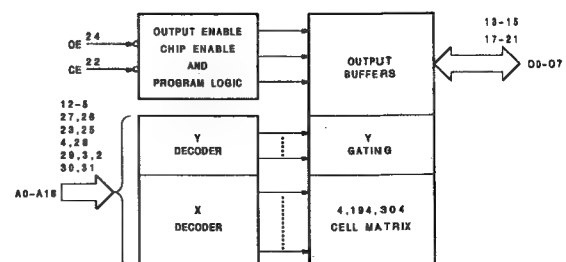 OUTPUT ENABLE
CHIP ENABLE
AND
PROGRAM LOGIC
OE 24
CE 22
OUTPUT
BUFFERS
13-15
17-21
O0-O7
12-5
27,26
23,25
4,28
29,3,2
30,31
A0-A18
Y
DECODER
Y
GATING
X
DECODER
4,194,304
CELL MATRIX